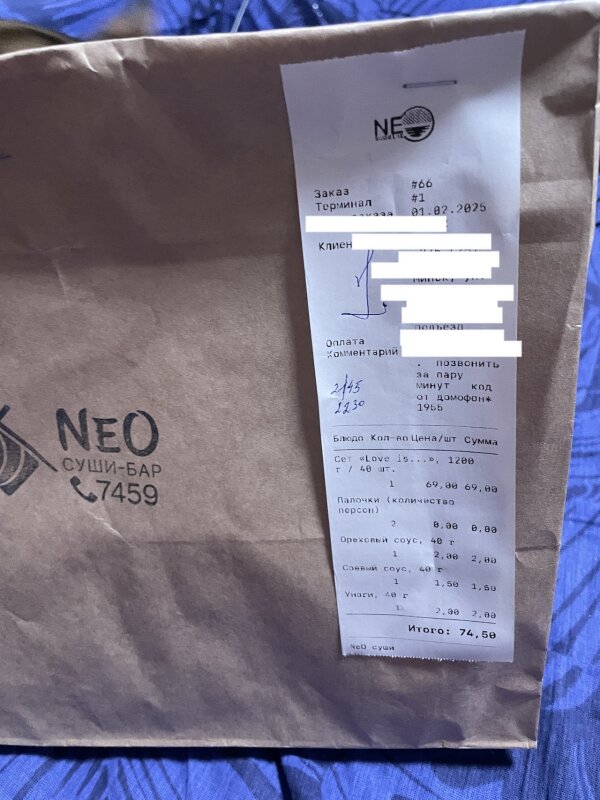 NEO
Заказ #66
Терминал #1
01.02.2025
Клиен
подъезд
Оплата
Комментарий
. позвонить
за пару
минут код
от домофон*
1955
2145
2230
Блюдо Кол-во Цена/шт Сумма
Сет «Love is...», 1200
г / 40 шт.
1 69,00 69,00
Палочки (количество
персон)
2 0,00 0,00
Ореховый соус, 40 г
1 2,00 2,00
Соевый соус, 40 г
1 1,50 1,50
Унаги, 40 г
1 2,00 2,00
Итого: 74,50
NeO суши
NeO
СУШИ-БАР
7459